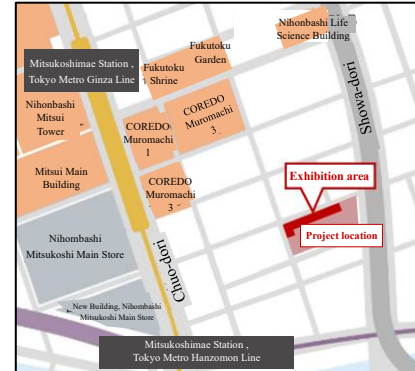 Nihonbashi Life
Science Building
Fukutoku
Garden
Mitsukoshimae Station ,
Tokyo Metro Ginza Line
Fukutoku
Shrine
Showa-dori
Nihonbashi
Mitsui
Tower
COREDO
Muromachi
3
COREDO
Muromachi
1
Mitsui Main
Building
Exhibition area
COREDO
Muromachi
3
Project location
Nihombashi
Mitsukoshi Main Store
Chuo-dori
New Building, Nihombashi
Mitsukoshi Main Store
Mitsukoshimae Station ,
Tokyo Metro Hanzomon Line